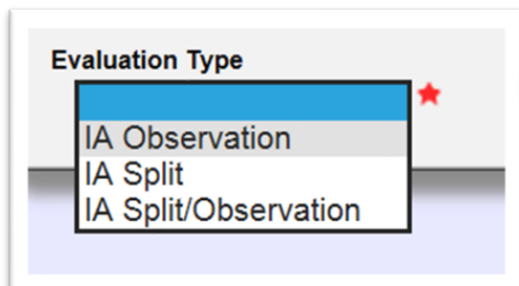 Evaluation Type
IA Observation
IA Split
IA Split/Observation